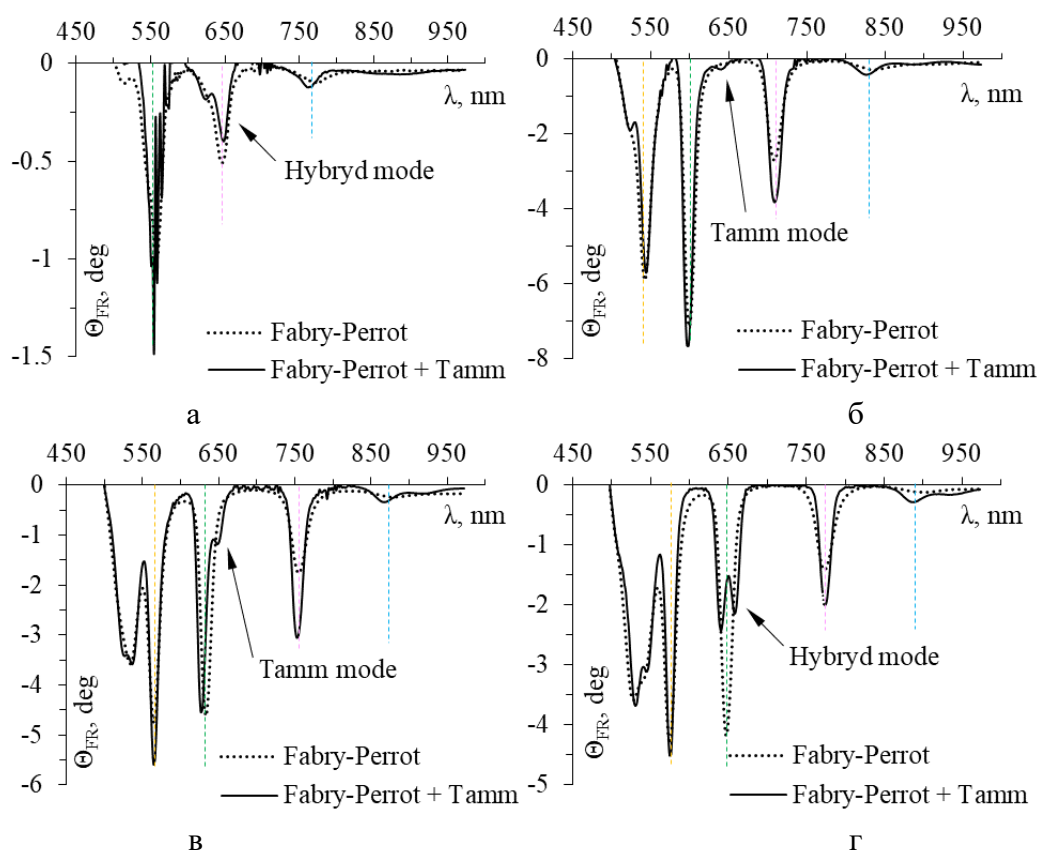 450 550 650 750 850 950
0
-0.5
-1
-1.5
λ, nm
ΘFR, deg
Hybryd mode
Fabry-Perrot
Fabry-Perrot + Tamm
а
450 550 650 750 850 950
0
-2
-4
-6
-8
λ, nm
ΘFR, deg
Tamm mode
Fabry-Perrot
Fabry-Perrot + Tamm
б
450 550 650 750 850 950
0
-1
-2
-3
-4
-5
-6
λ, nm
ΘFR, deg
Tamm mode
Fabry-Perrot
Fabry-Perrot + Tamm
в
450 550 650 750 850 950
0
-1
-2
-3
-4
-5
λ, nm
ΘFR, deg
Hybryd mode
Fabry-Perrot
Fabry-Perrot + Tamm
г